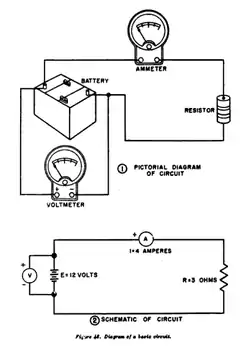 AMMETER
BATTERY
RESISTOR
+ -
VOLTMETER
1 PICTORIAL DIAGRAM
OF CIRCUIT
+ A
I=4 AMPERES
+
V
-
E=12 VOLTS
R=3 OHMS
2 SCHEMATIC OF CIRCUIT
Figure 48. Diagram of a basic circuit.